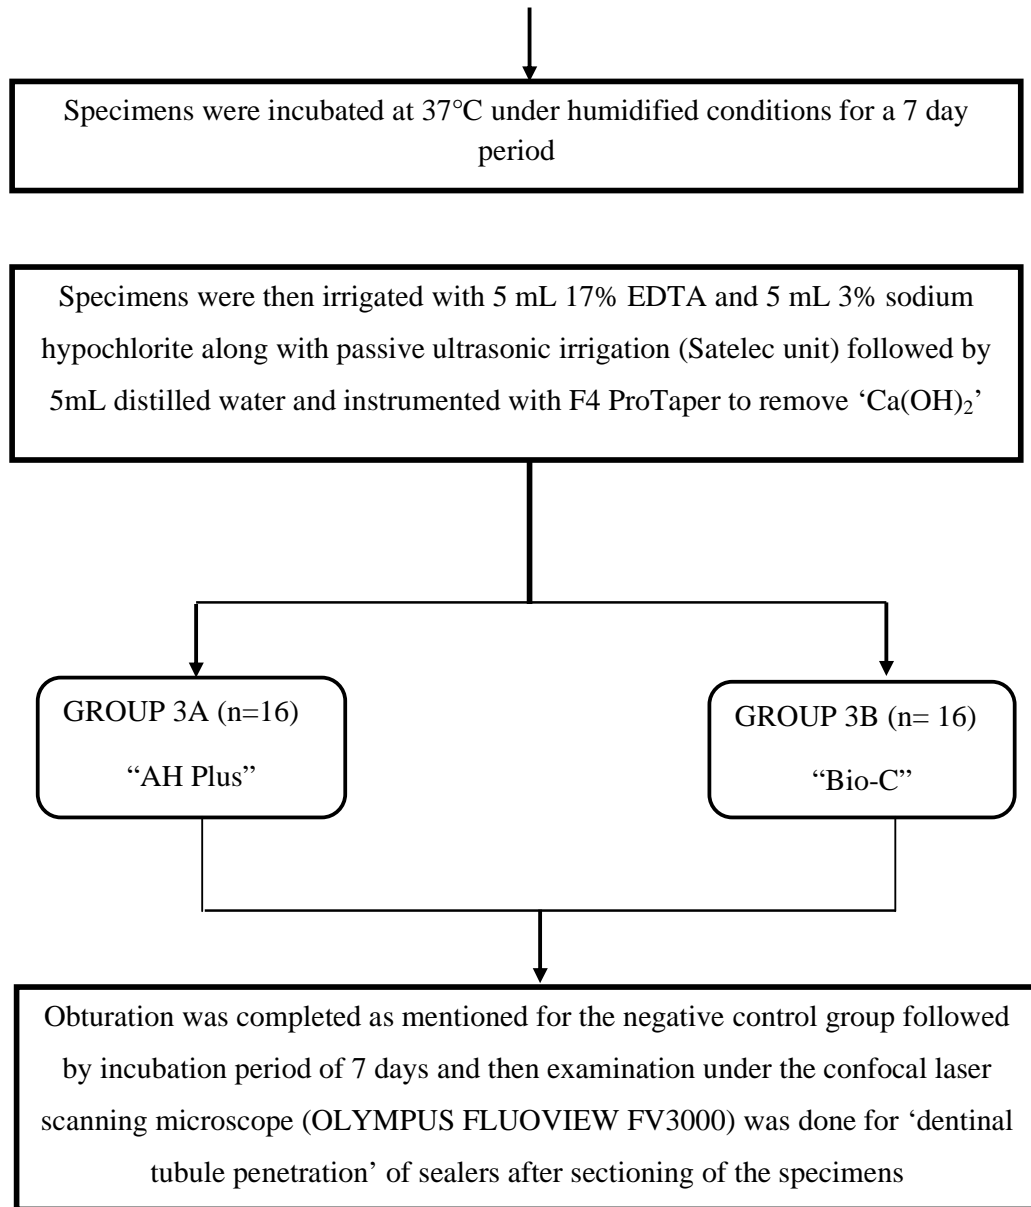 Specimens were incubated at 37°C under humidified conditions for a 7 day
period
Specimens were then irrigated with 5 mL 17% EDTA and 5 mL 3% sodium
hypochlorite along with passive ultrasonic irrigation (Satelec unit) followed by
5mL distilled water and instrumented with F4 ProTaper to remove ‘Ca(OH)₂’
GROUP 3A (n=16)
“AH Plus”
GROUP 3B (n= 16)
“Bio-C”
Obturation was completed as mentioned for the negative control group followed
by incubation period of 7 days and then examination under the confocal laser
scanning microscope (OLYMPUS FLUOVIEW FV3000) was done for ‘dentinal
tubule penetration’ of sealers after sectioning of the specimens